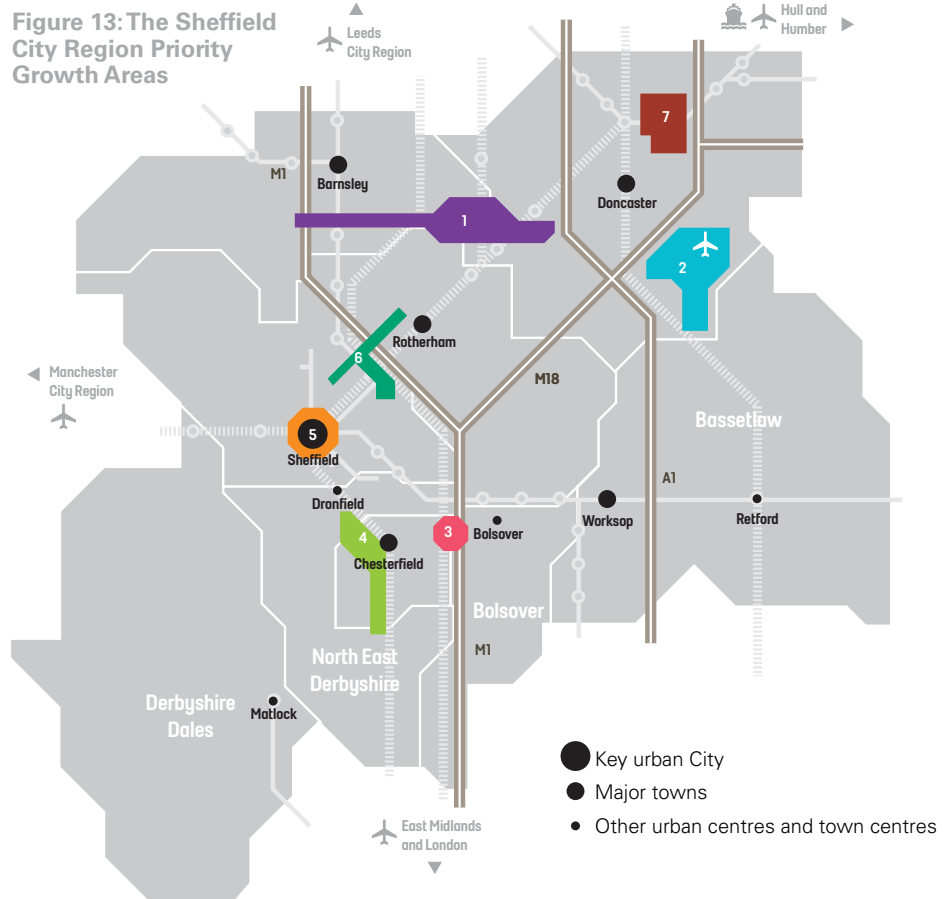 Figure 13: The Sheffield
City Region Priority
Growth Areas
Leeds
City Region
Hull and
Humber
7
M1
Barnsley
Doncaster
1
2
Rotherham
6
Manchester
City Region
M18
Bassetlaw
5
Sheffield
Dronfield
A1
Worksop
Retford
4
3
Bolsover
Chesterfield
Bolsover
M1
North East
Derbyshire
Derbyshire
Dales
Matlock
Key urban City
Major towns
Other urban centres and town centres
East Midlands
and London